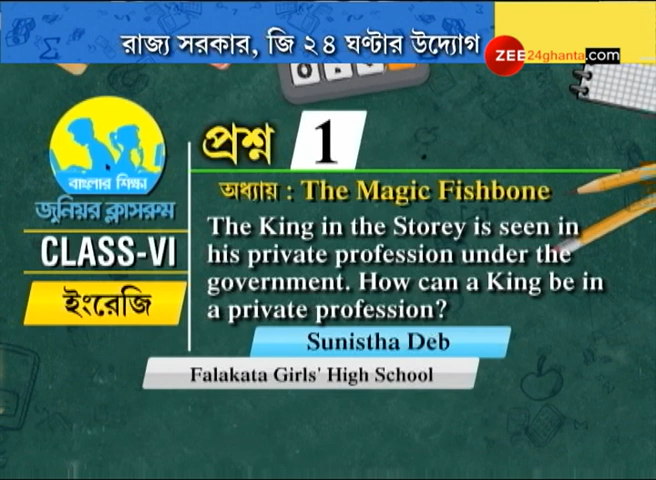 রাজ্য সরকার, জি ২৪ ঘণ্টার উদ্যোগ
ZEE24ghanta.com
প্রশ্ন 1
বাংলার শিক্ষা
জুনিয়র ক্লাসরুম
CLASS-VI
ইংরেজি
অধ্যায় : The Magic Fishbone
The King in the Storey is seen in
his private profession under the
government. How can a King be in
a private profession?
Sunistha Deb
Falakata Girls' High School